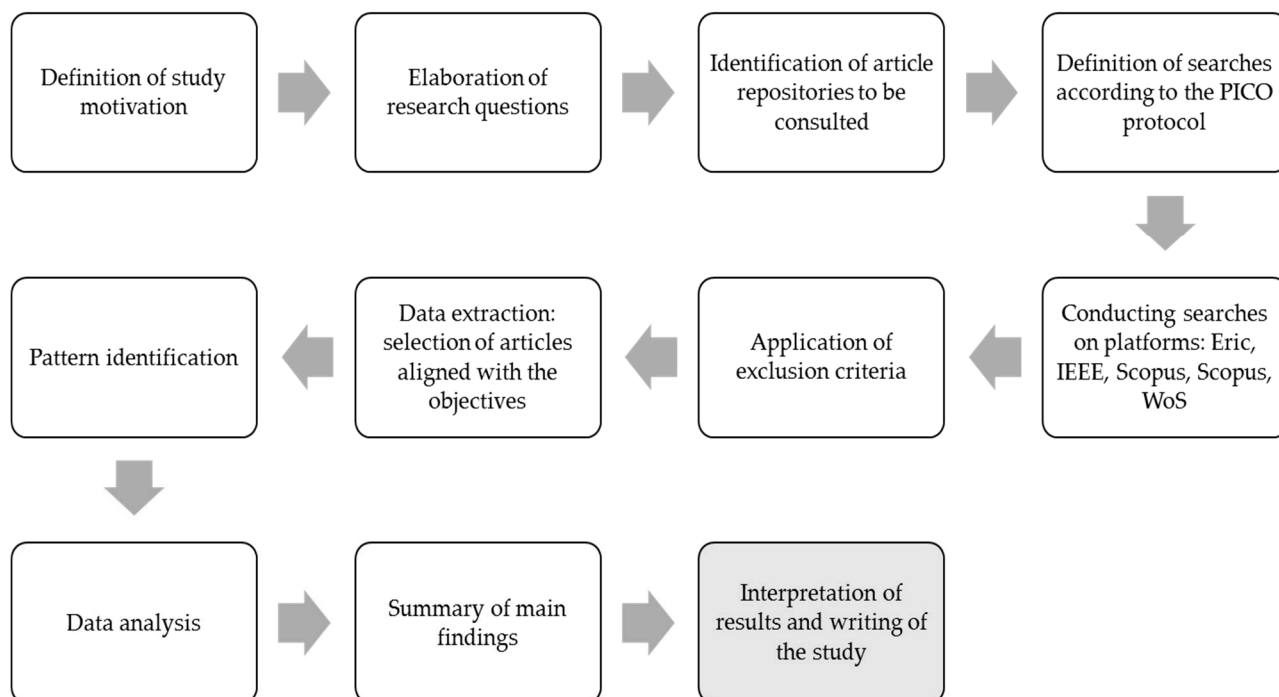 Definition of study
motivation
Elaboration of
research questions
Identification of article
repositories to be
consulted
Definition of searches
according to the PICO
protocol
Conducting searches
on platforms: Eric,
IEEE, Scopus, Scopus,
WoS
Application of
exclusion criteria
Data extraction:
selection of articles
aligned with the
objectives
Pattern identification
Data analysis
Summary of main
findings
Interpretation of
results and writing of
the study